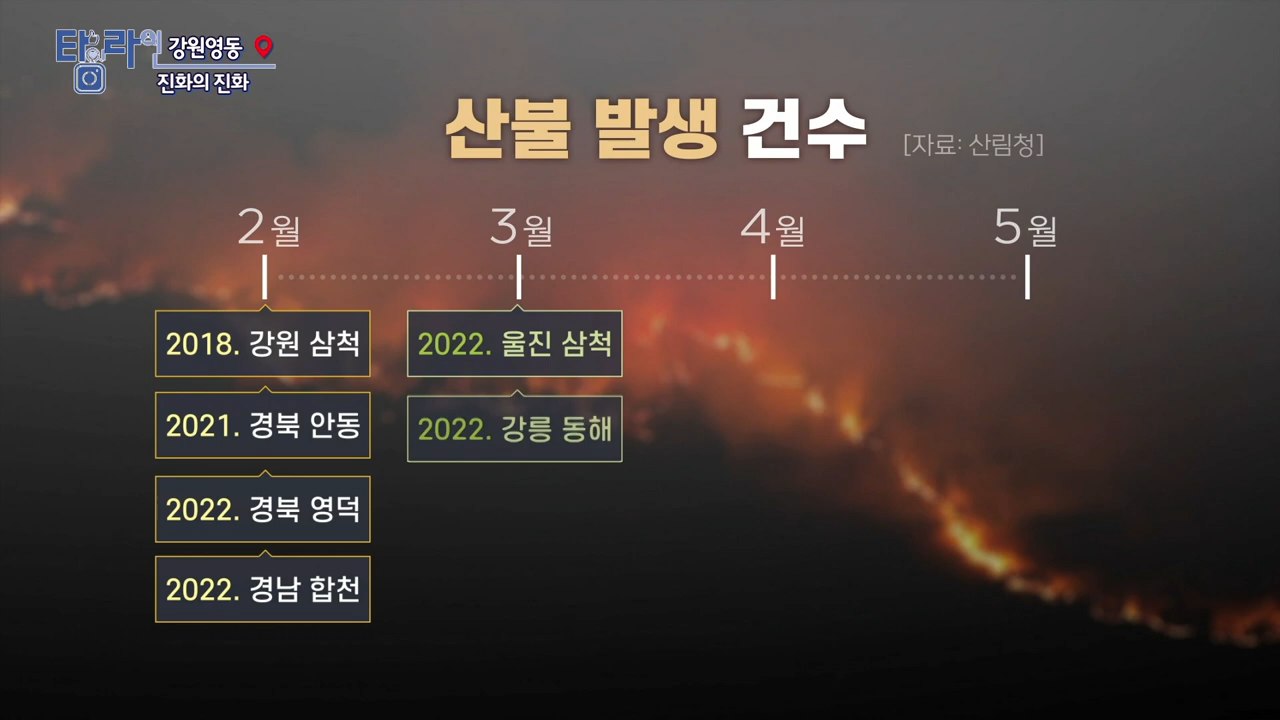 탐라의 강원영동
진화의 진화
산불 발생 건수 [자료: 산림청]
2월 3월 4월 5월
2018. 강원 삼척
2021. 경북 안동
2022. 경북 영덕
2022. 경남 합천
2022. 울진 삼척
2022. 강릉 동해